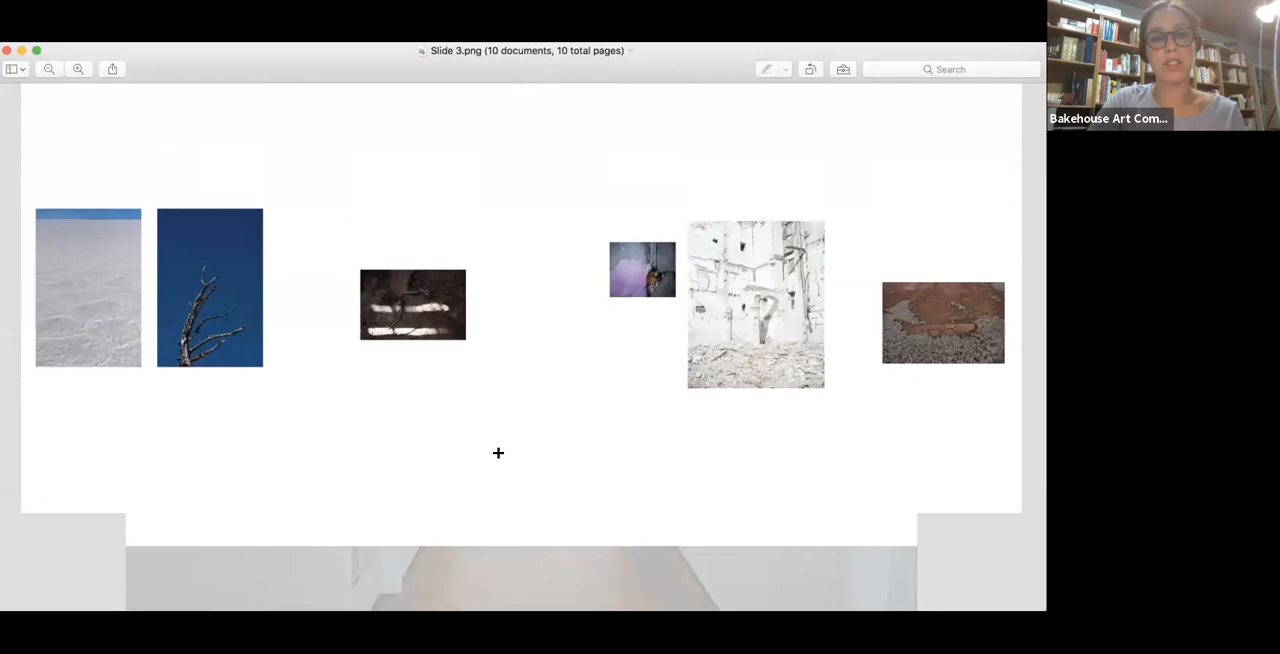 Slide 3.png (10 documents, 10 total pages)
Search
Bakehouse Art Com...